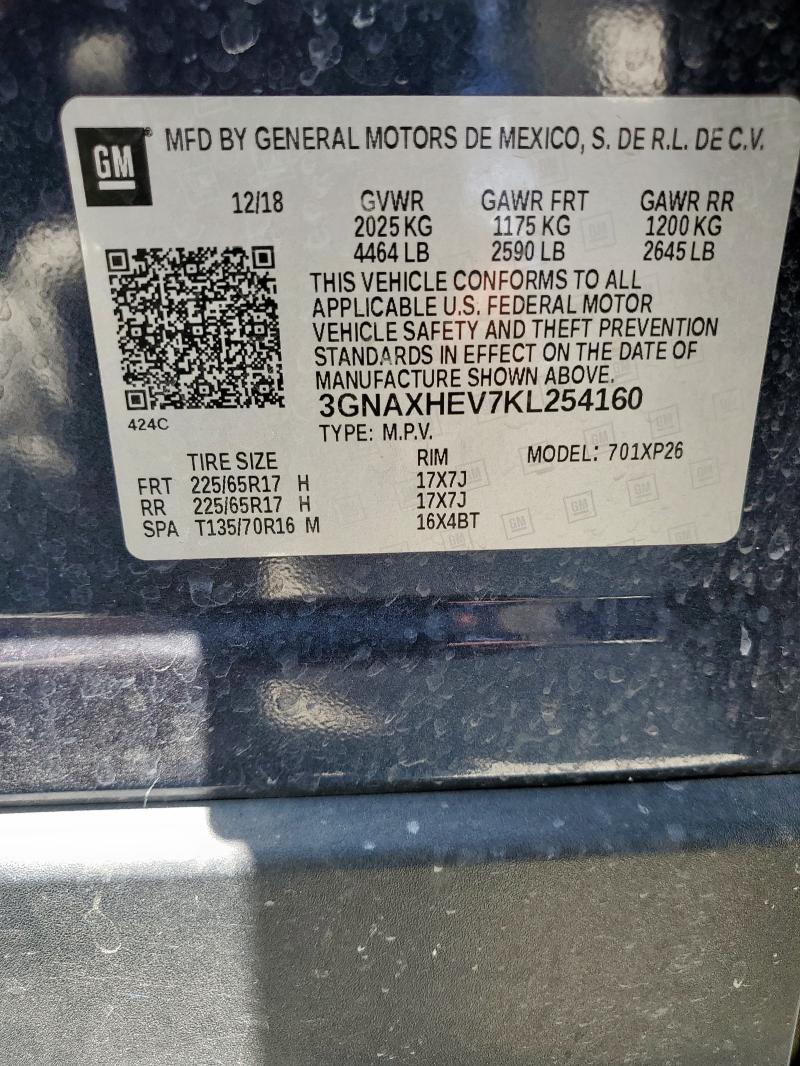 GM® MFD BY GENERAL MOTORS DE MEXICO, S. DE R.L. DE C.V.
12/18 GVWR GAWR FRT GAWR RR
2025 KG 1175 KG 1200 KG
4464 LB 2590 LB 2645 LB
THIS VEHICLE CONFORMS TO ALL
APPLICABLE U.S. FEDERAL MOTOR
VEHICLE SAFETY AND THEFT PREVENTION
STANDARDS IN EFFECT ON THE DATE OF
MANUFACTURE SHOWN ABOVE.
3GNAXHEV7KL254160
424C
TYPE: M.P.V.
TIRE SIZE RIM MODEL: 701XP26
FRT 225/65R17 H 17X7J
RR 225/65R17 H 17X7J
SPA T135/70R16 M 16X4BT